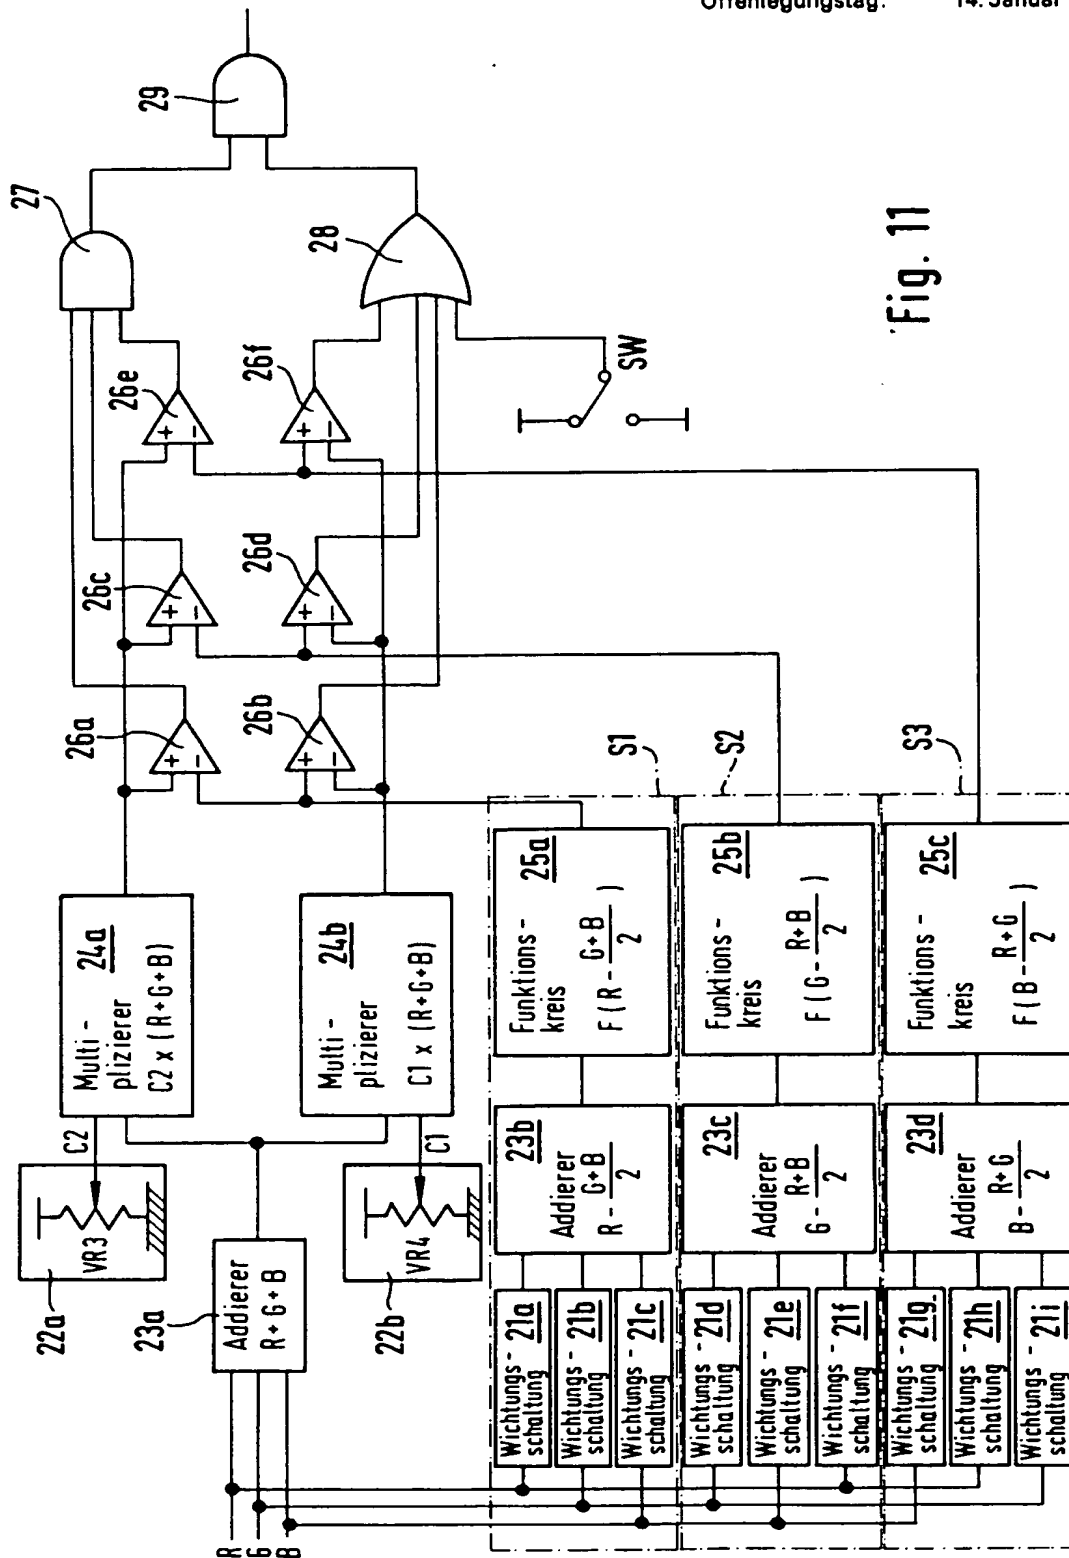 Offenlegungstag: 14. Januar
29
27
28
Fig. 11
26e
26f
SW
26c
26d
26a
26b
S1
S2
S3
Multi-
plizierer 24a
C2 x (R+G+B)
Multi-
plizierer 24b
C1 x (R+G+B)
C2
C1
VR3
22a
VR4
22b
23a
Addierer
R+G+B
Funktions-
kreis 25a
F(R - G+B/2)
Funktions-
kreis 25b
F(G - R+B/2)
Funktions-
kreis 25c
F(B - R+G/2)
Addierer 23b
R - G+B/2
Addierer 23c
G - R+B/2
Addierer 23d
B - R+G/2
Wichtungs-
schaltung 21a
Wichtungs-
schaltung 21b
Wichtungs-
schaltung 21c
Wichtungs-
schaltung 21d
Wichtungs-
schaltung 21e
Wichtungs-
schaltung 21f
Wichtungs-
schaltung 21g
Wichtungs-
schaltung 21h
Wichtungs-
schaltung 21i
R
G
B